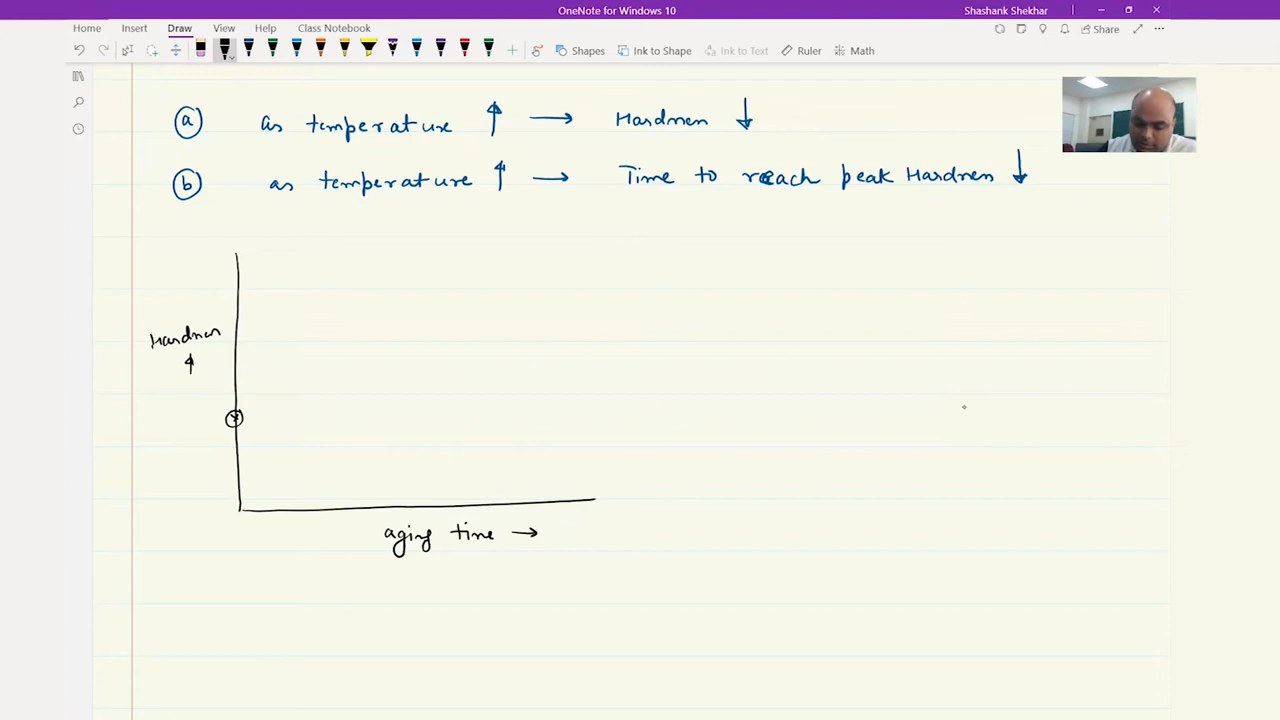 OneNote for Windows 10
Shashank Shekhar
Home Insert Draw View Help Class Notebook
Shapes Ink to Shape Ink to Text Ruler Math
Share
a as temperature ↑ → Hardness ↓
b as temperature ↑ → Time to reach peak Hardness ↓
Hardness
aging time →